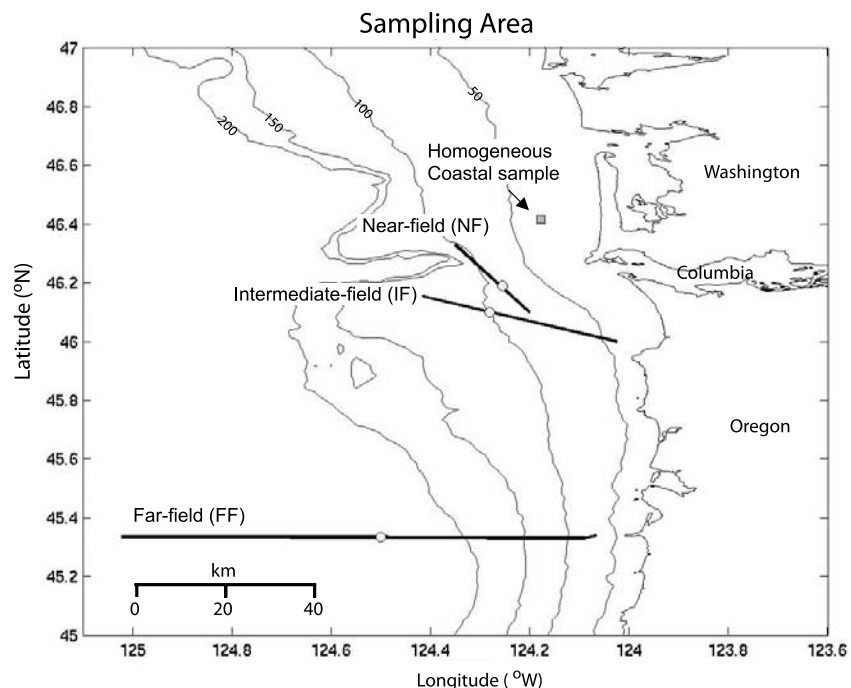 Sampling Area
47
46.8
46.6
46.4
46.2
46
45.8
45.6
45.4
45.2
45
Latitude (oN)
200
150
100
50
Homogeneous
Coastal sample
Washington
Near-field (NF)
Columbia
Intermediate-field (IF)
Oregon
Far-field (FF)
km
0 20 40
125 124.8 124.6 124.4 124.2 124 123.8 123.6
Longitude ( oW)